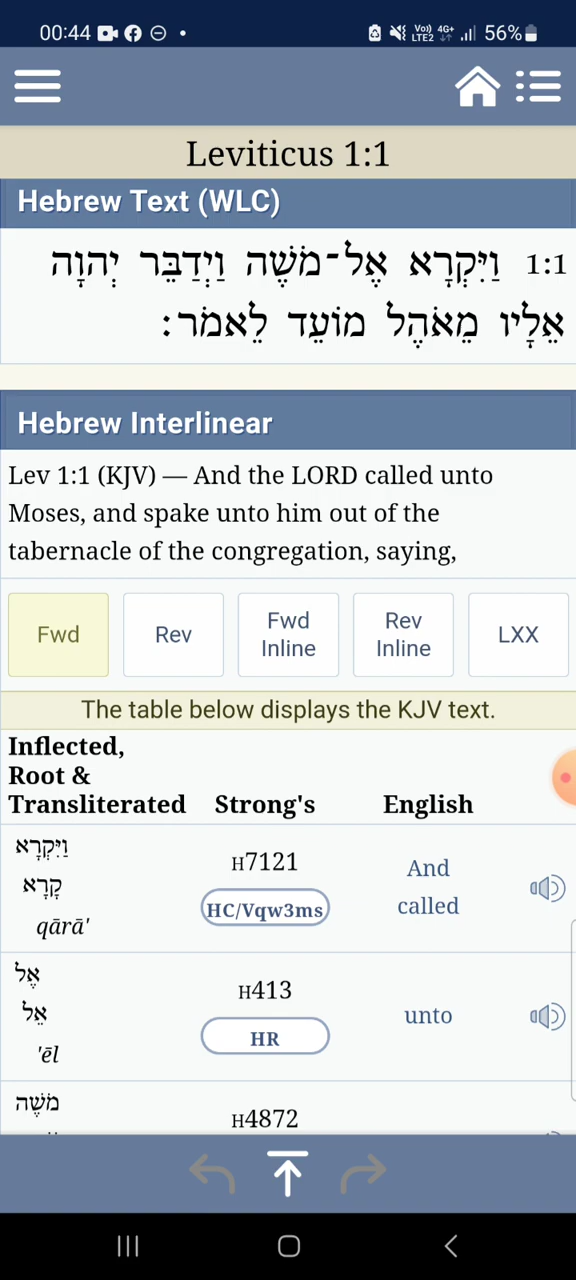 00:44 Vo)) LTE2 4G+ 56%
Leviticus 1:1
Hebrew Text (WLC)
1:1 וַיִּקְרָא אֶל־מֹשֶׁה וַיְדַבֵּר יְהוָה
אֵלָיו מֵאֹהֶל מוֹעֵד לֵאמֹר׃
Hebrew Interlinear
Lev 1:1 (KJV) — And the LORD called unto
Moses, and spake unto him out of the
tabernacle of the congregation, saying,
Fwd Rev Fwd Inline Rev Inline LXX
The table below displays the KJV text.
Inflected,
Root &
Transliterated Strong's English
וַיִּקְרָא
קָרָא
qārā'
H7121
HC/Vqw3ms
And
called
אֶל
אֵל
'ēl
H413
HR
unto
מֹשֶׁה
H4872